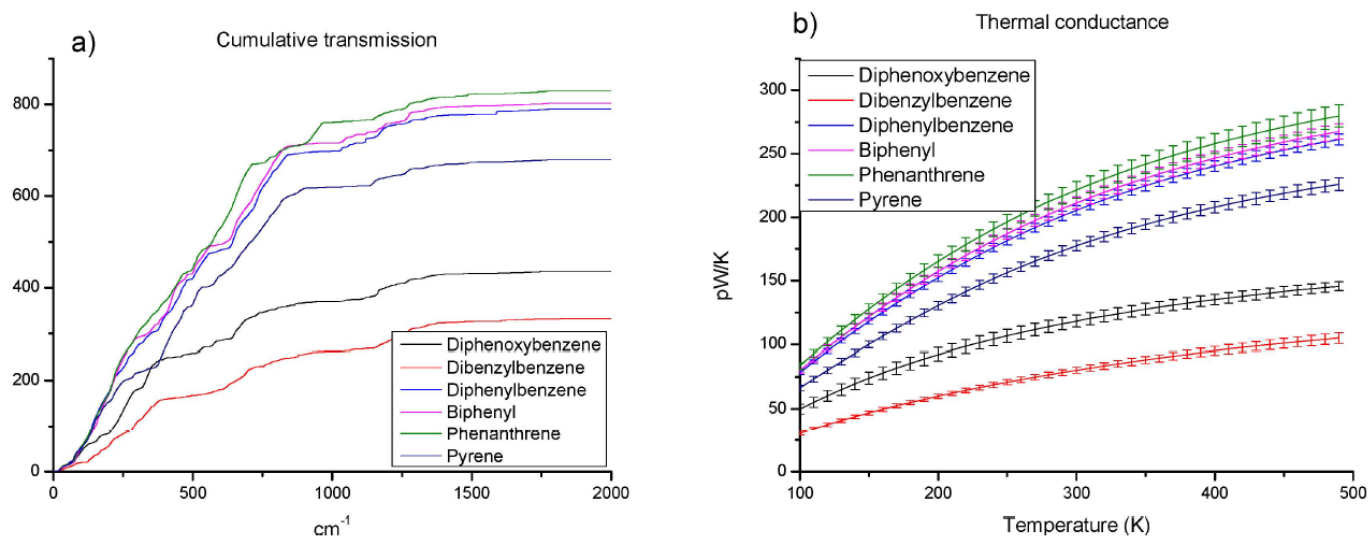 a)
Cumulative transmission
800
600
400
200
0
0
500
1000
1500
2000
cm-1
Diphenoxybenzene
Dibenzylbenzene
Diphenylbenzene
Biphenyl
Phenanthrene
Pyrene
b)
Thermal conductance
Diphenoxybenzene
Dibenzylbenzene
Diphenylbenzene
Biphenyl
Phenanthrene
Pyrene
300
250
200
150
100
50
0
pW/K
100
200
300
400
500
Temperature (K)